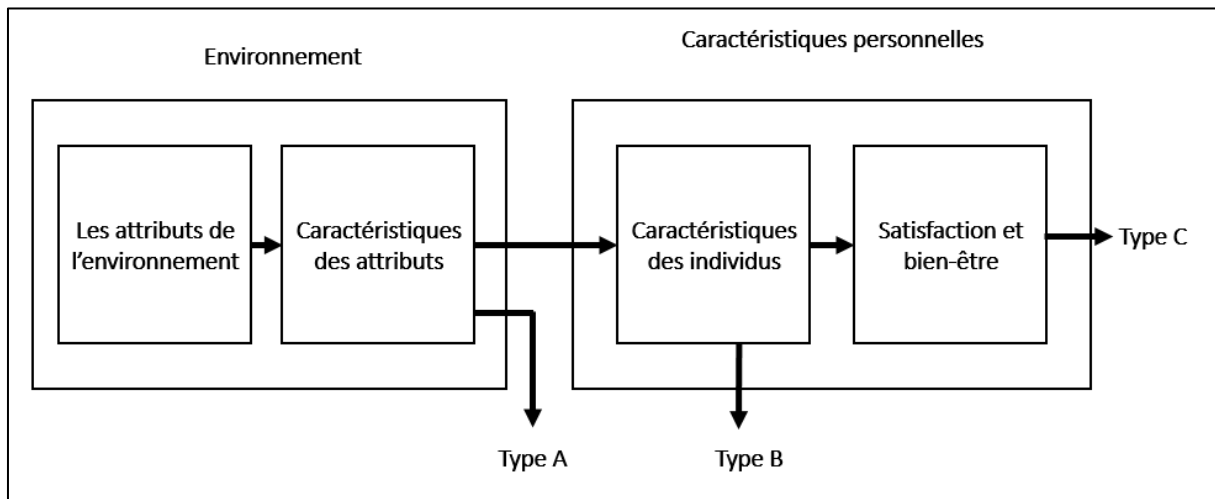 Environnement
Caractéristiques personnelles
Les attributs de
l’environnement
Caractéristiques
des attributs
Caractéristiques
des individus
Satisfaction et
bien-être
Type C
Type A
Type B